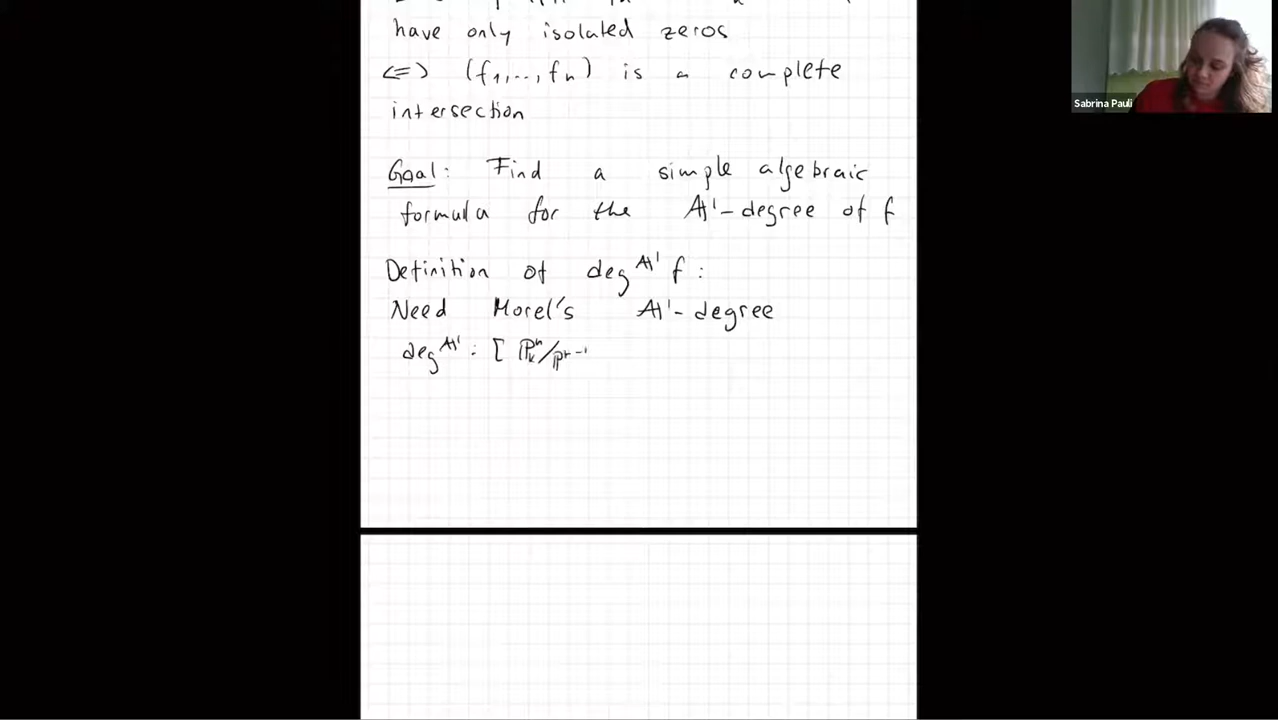 have only isolated zeros
⇐⇒ (f₁,..., fₙ) is a complete
intersection
Goal: Find a simple algebraic
formula for the A¹-degree of f
Definition of deg^A¹ f :
Need Morel's A¹-degree
deg^A¹ : [ ℙⁿₖ/ℙⁿ⁻¹
Sabrina Pauli